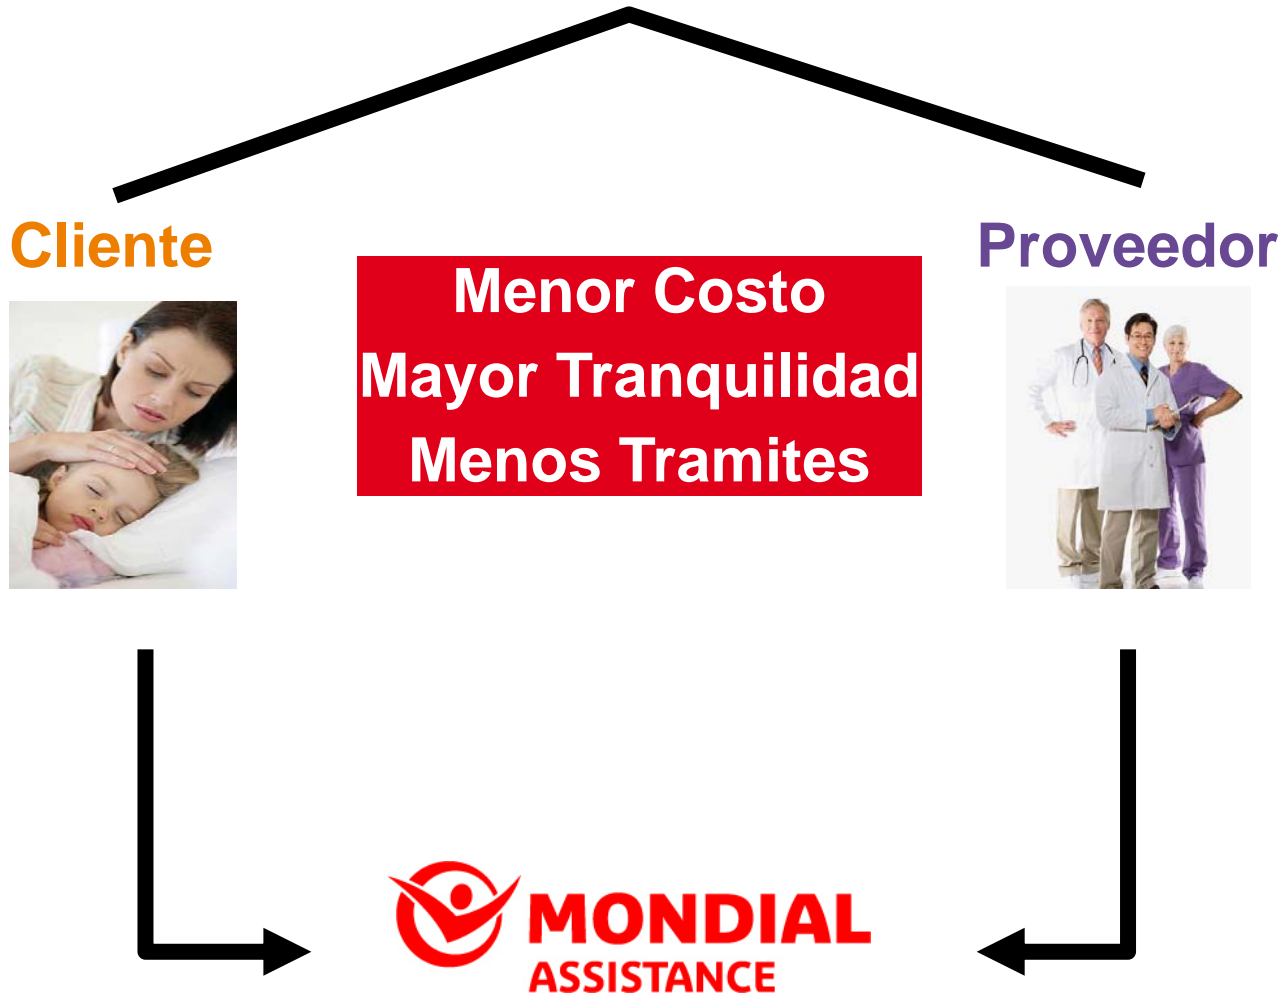 Cliente
Proveedor
Menor Costo
Mayor Tranquilidad
Menos Tramites
MONDIAL
ASSISTANCE